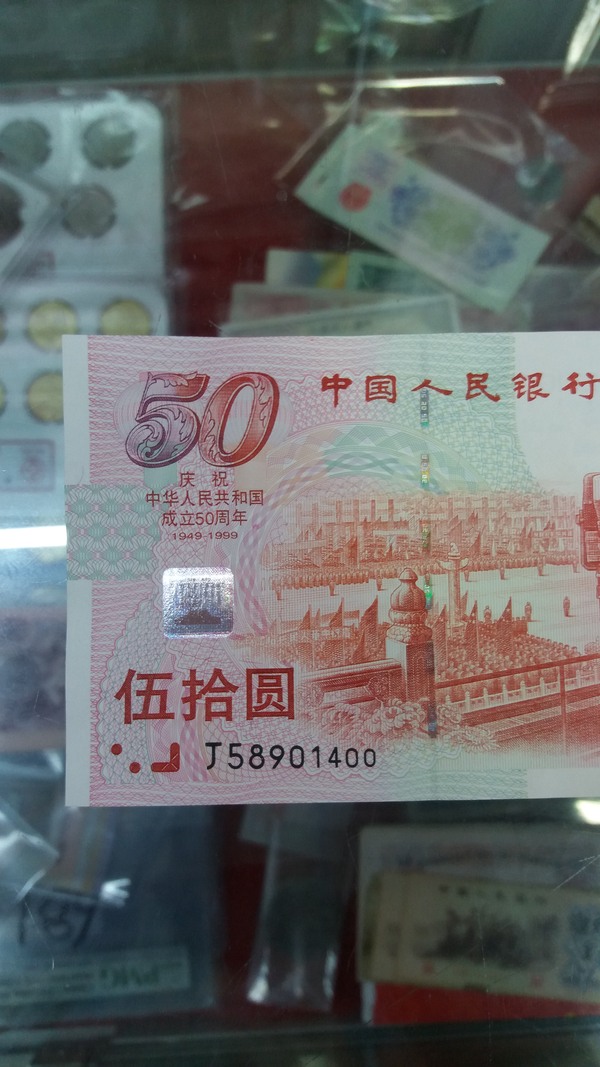 50
中国人民银行
庆祝
中华人民共和国
成立50周年
1949-1999
伍拾圆
J58901400
PMG